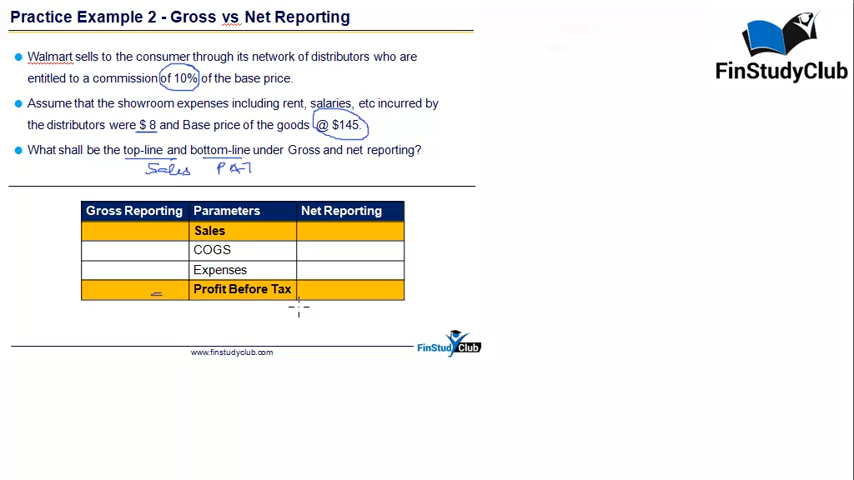 Practice Example 2 - Gross vs Net Reporting
Walmart sells to the consumer through its network of distributors who are
entitled to a commission of 10% of the base price.
Assume that the showroom expenses including rent, salaries, etc incurred by
the distributors were $ 8 and Base price of the goods @ $145.
What shall be the top-line and bottom-line under Gross and net reporting?
Sales PAT
Gross Reporting Parameters Net Reporting
Sales
COGS
Expenses
Profit Before Tax
www.finstudyclub.com
FinStudy Club
FinStudyClub